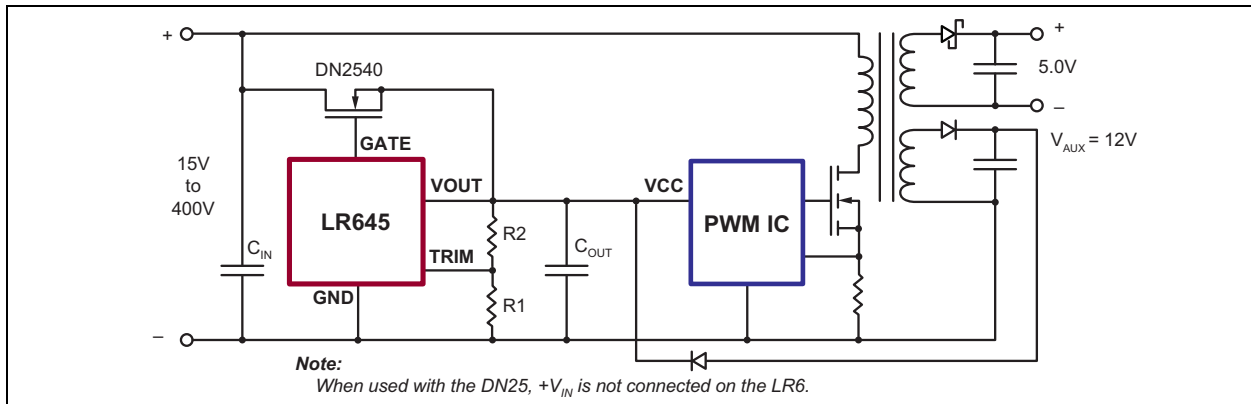 +
DN2540
GATE
15V
to
400V
LR645
VOUT
TRIM
GND
C_IN
R2
R1
C_OUT
VCC
PWM IC
+
5.0V
–
V_AUX = 12V
–
Note:
When used with the DN25, +V_IN is not connected on the LR6.